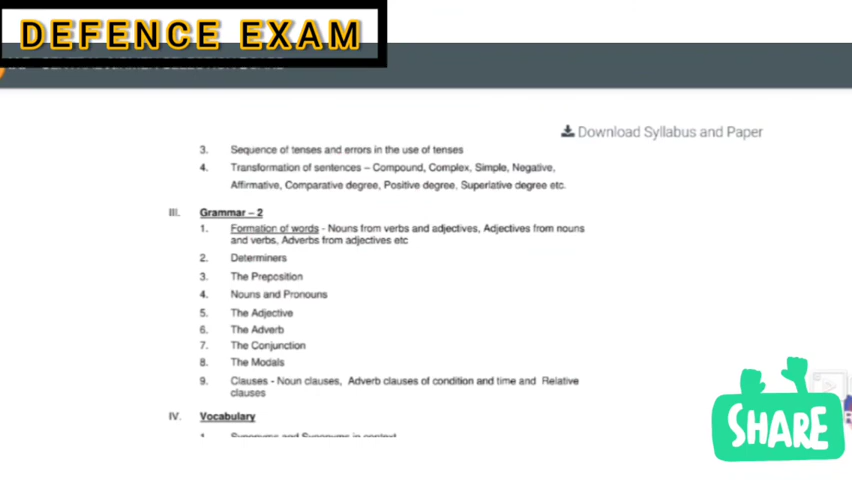 DEFENCE EXAM
Download Syllabus and Paper
3. Sequence of tenses and errors in the use of tenses
4. Transformation of sentences – Compound, Complex, Simple, Negative,
Affirmative, Comparative degree, Positive degree, Superlative degree etc.
III. Grammar – 2
1. Formation of words - Nouns from verbs and adjectives, Adjectives from nouns
and verbs, Adverbs from adjectives etc
2. Determiners
3. The Preposition
4. Nouns and Pronouns
5. The Adjective
6. The Adverb
7. The Conjunction
8. The Modals
9. Clauses - Noun clauses, Adverb clauses of condition and time and Relative
clauses
IV. Vocabulary
SHARE